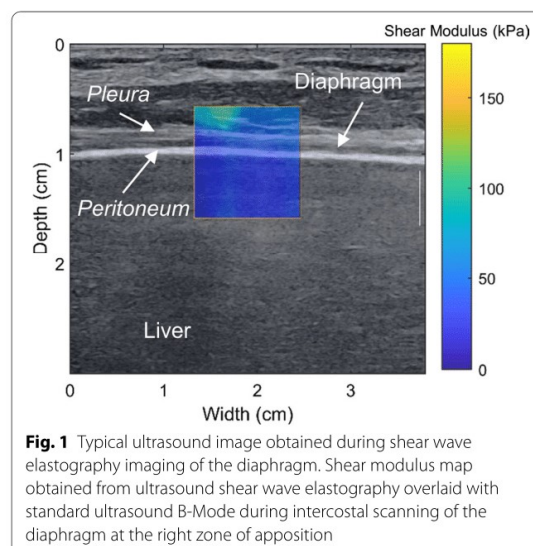 Shear Modulus (kPa)
0
Pleura
Diaphragm
150
1
Peritoneum
100
Depth (cm)
2
50
Liver
0
0
1
2
3
Width (cm)
Fig. 1 Typical ultrasound image obtained during shear wave
elastography imaging of the diaphragm. Shear modulus map
obtained from ultrasound shear wave elastography overlaid with
standard ultrasound B-Mode during intercostal scanning of the
diaphragm at the right zone of apposition